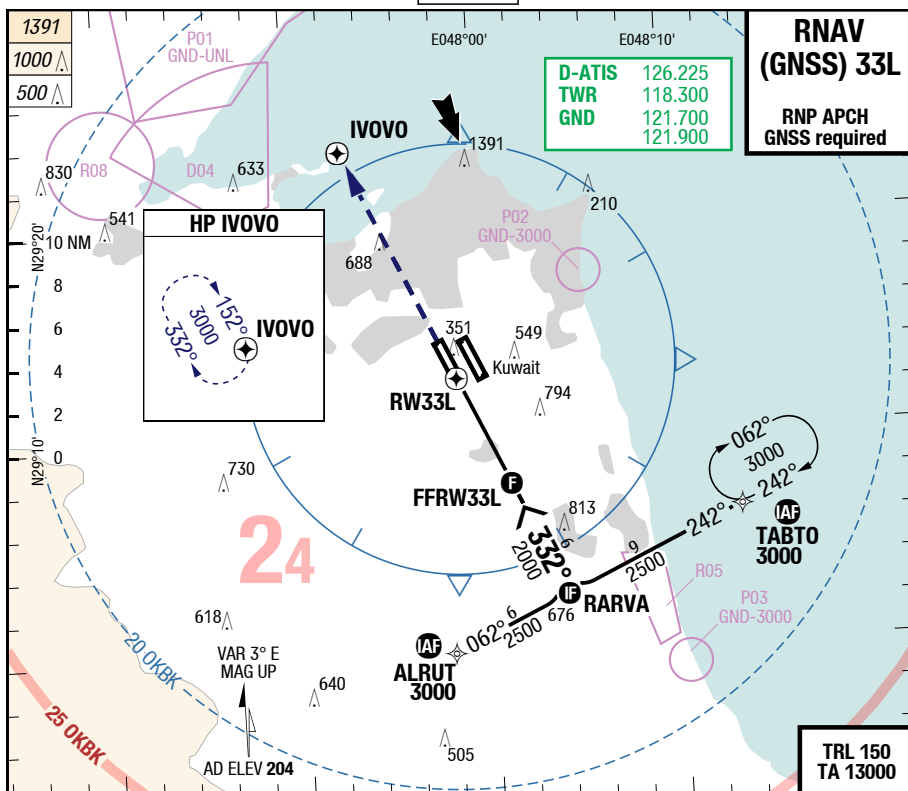 1391
1000
500
P01
GND-UNL
E048°00'
E048°10'
RNAV
(GNSS) 33L
RNP APCH
GNSS required
D-ATIS 126.225
TWR 118.300
GND 121.700
121.900
IVOVO
1391
R08
D04
633
830
541
210
N29°20'
10 NM
8
6
4
2
0
N29°10'
HP IVOVO
152°
3000
332°
IVOVO
688
P02
GND-3000
351
549
Kuwait
RW33L
794
730
FFRW33L
F
813
24
332°
6
2000
062°
3000
242°
242°
IAF
TABTO
3000
9
2500
R05
IF
RARVA
676
P03
GND-3000
062°
6
2500
IAF
ALRUT
3000
618
VAR 3° E
MAG UP
640
505
AD ELEV 204
20 OKBK
25 OKBK
TRL 150
TA 13000